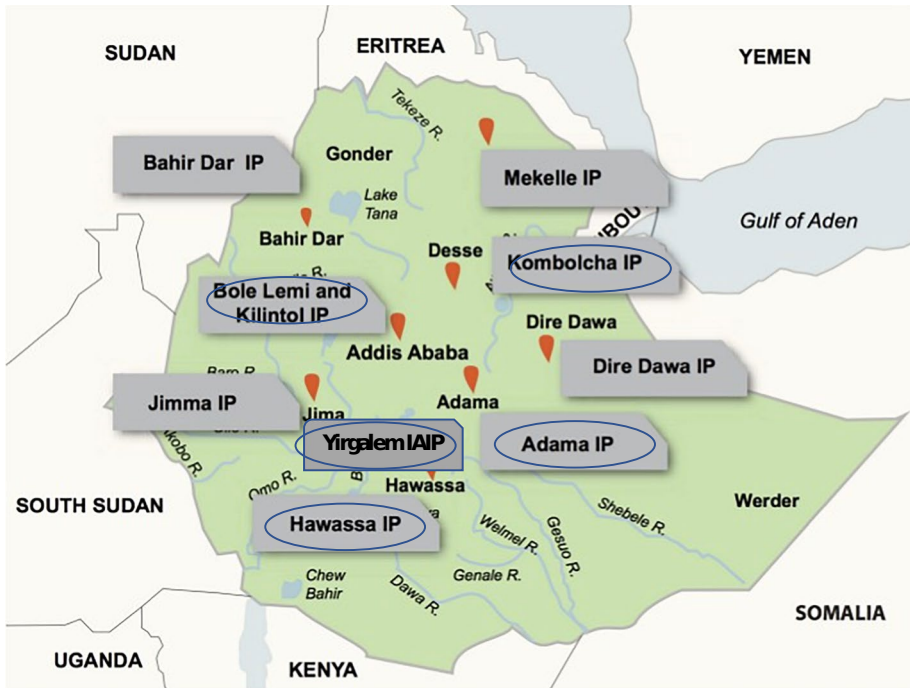 SUDAN
ERITREA
YEMEN
Tekeze R.
Gonder
Bahir Dar IP
Mekelle IP
Lake
Tana
Gulf of Aden
Bahir Dar
Desse
Kombolcha IP
Bole Lemi and
Kilintol IP
Dire Dawa
Addis Ababa
Dire Dawa IP
Baro R.
Jimma IP
Jima
Adama
Yirgalem IAIP
Adama IP
Omo R.
Hawassa
SOUTH SUDAN
Werder
Shebele R.
Hawassa IP
Welmel R.
Gesuo R.
Chew
Bahir
Genale R.
Dawa R.
SOMALIA
UGANDA
KENYA